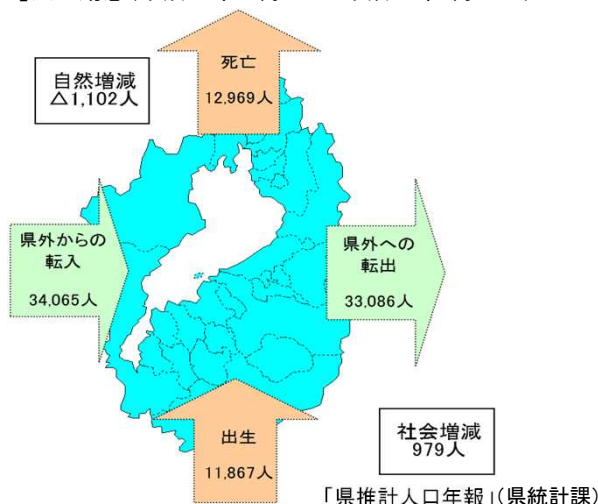 死亡
12,969人
自然増減
△1,102人
県外からの
転入
34,065人
県外への
転出
33,086人
出生
11,867人
社会増減
979人
「県推計人口年報」(県統計課)